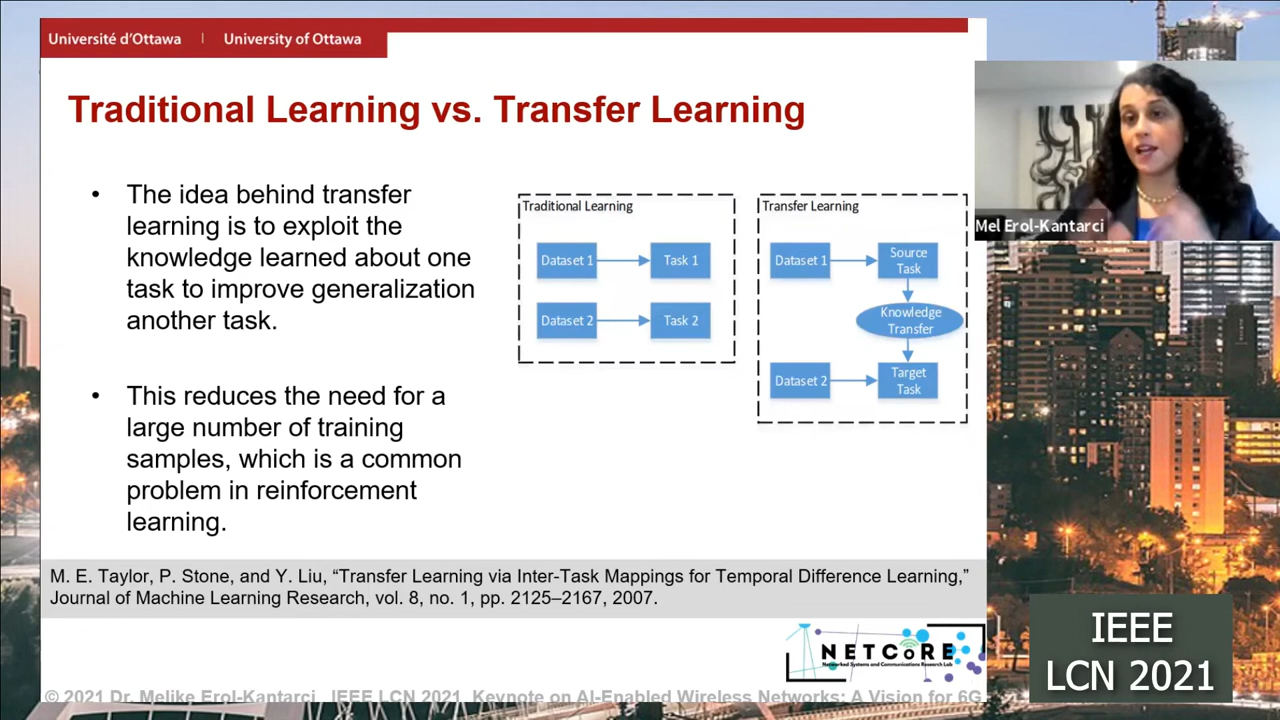 Université d'Ottawa | University of Ottawa
Traditional Learning vs. Transfer Learning
• The idea behind transfer
learning is to exploit the
knowledge learned about one
task to improve generalization
another task.
• This reduces the need for a
large number of training
samples, which is a common
problem in reinforcement
learning.
Traditional Learning
Dataset 1
Task 1
Dataset 2
Task 2
Transfer Learning
Dataset 1
Source
Task
Knowledge
Transfer
Dataset 2
Target
Task
Mel Erol-Kantarci
M. E. Taylor, P. Stone, and Y. Liu, “Transfer Learning via Inter-Task Mappings for Temporal Difference Learning,”
Journal of Machine Learning Research, vol. 8, no. 1, pp. 2125–2167, 2007.
NETCoRE
Networked Systems and Communications Research Lab
IEEE
LCN 2021
© 2021 Dr. Melike Erol-Kantarci, IEEE LCN 2021, Keynote on AI-Enabled Wireless Networks: A Vision for 6G